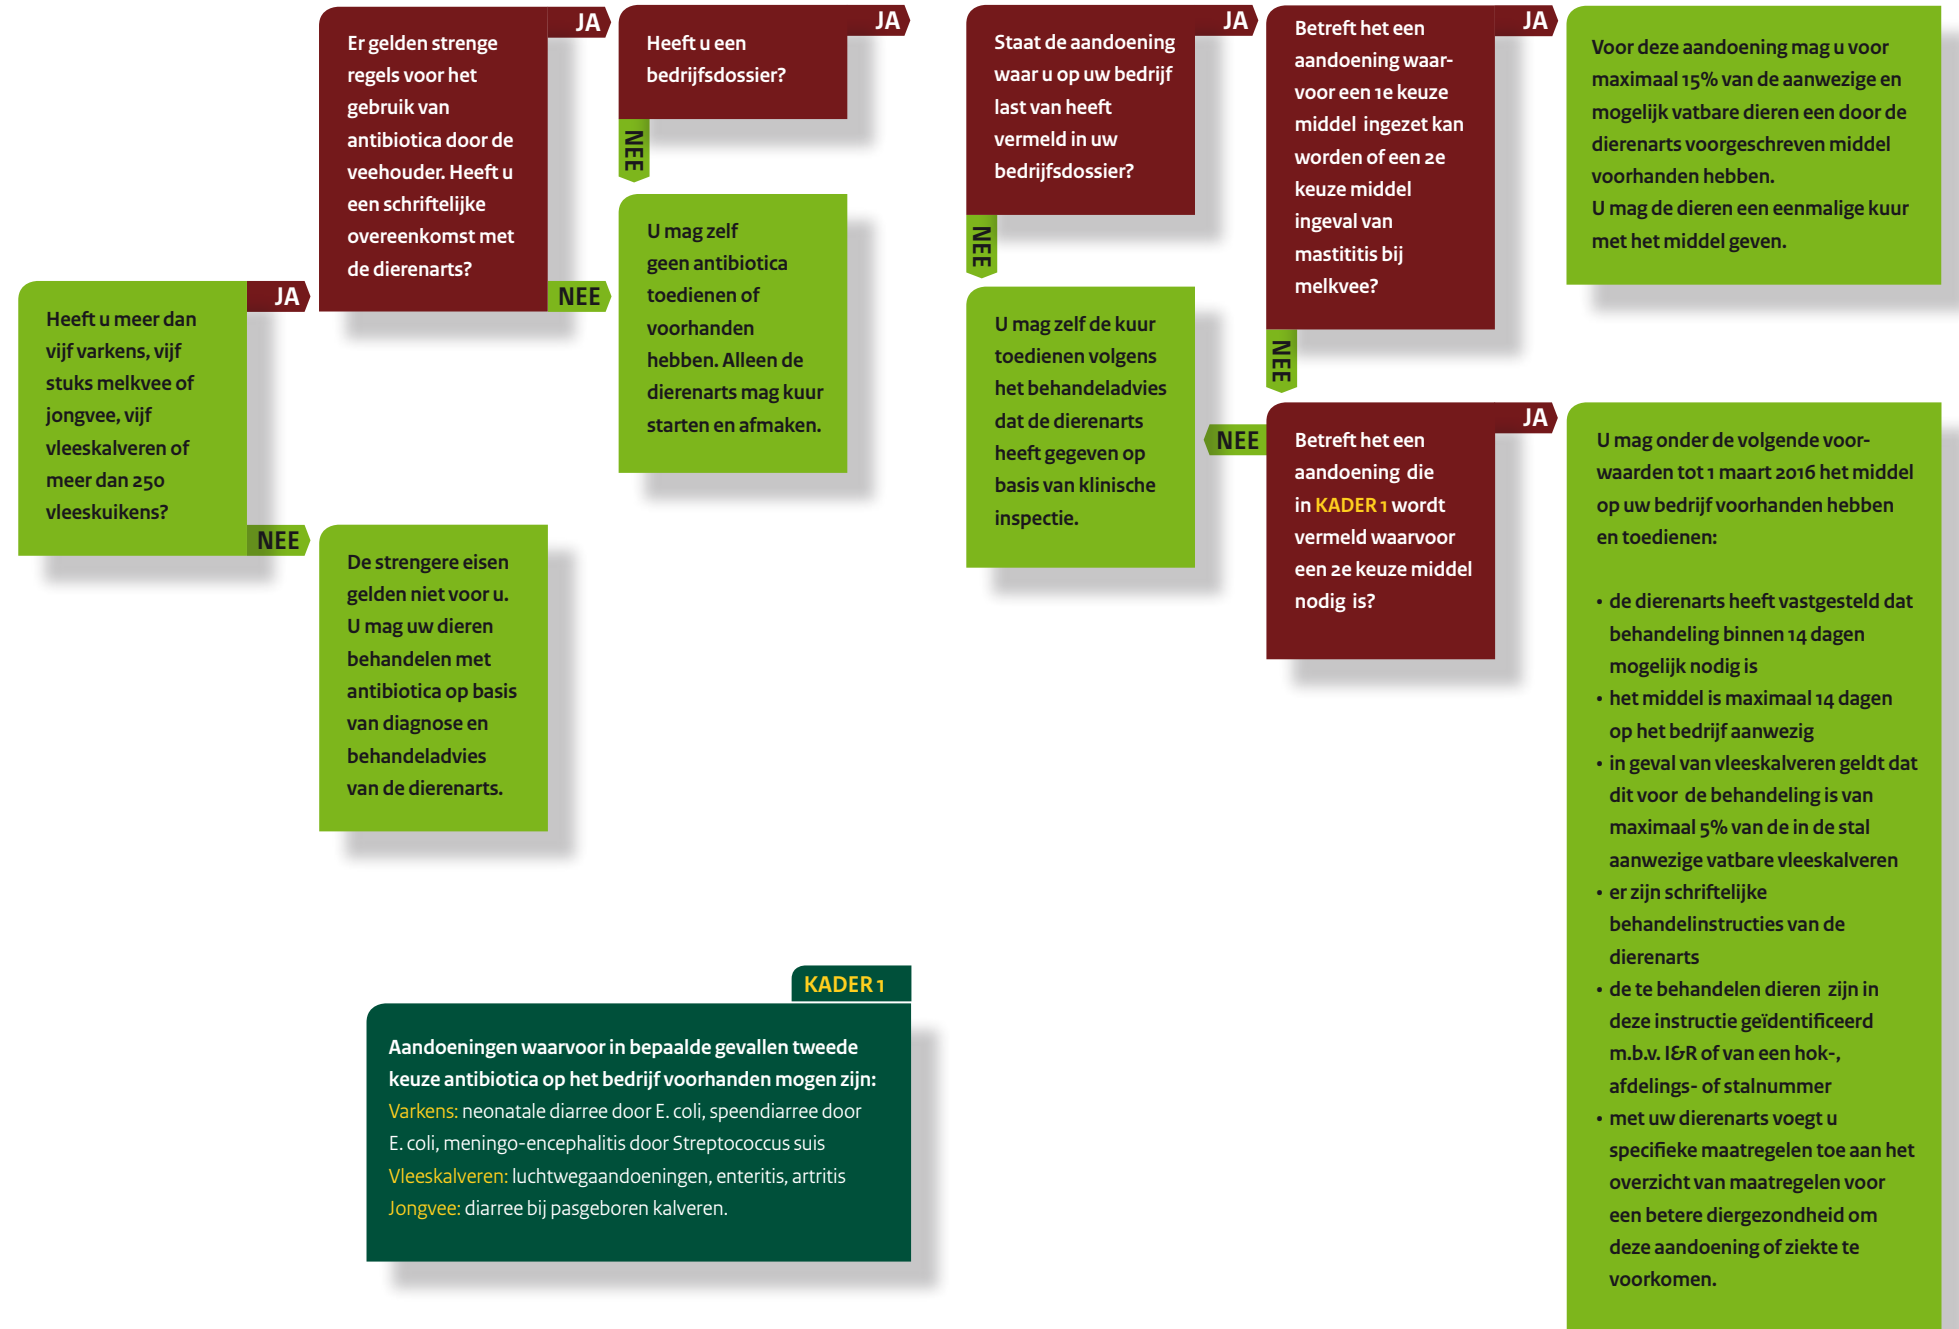 Heeft u meer dan
vijf varkens, vijf
stuks melkvee of
jongvee, vijf
vleeskalveren of
meer dan 250
vleeskuikens?
JA
NEE
Er gelden strenge
regels voor het
gebruik van
antibiotica door de
veehouder. Heeft u
een schriftelijke
overeenkomst met
de dierenarts?
JA
NEE
De strengere eisen
gelden niet voor u.
U mag uw dieren
behandelen met
antibiotica op basis
van diagnose en
behandeladvies
van de dierenarts.
Heeft u een
bedrijfsdossier?
JA
NEE
U mag zelf
geen antibiotica
toedienen of
voorhanden
hebben. Alleen de
dierenarts mag kuur
starten en afmaken.
Staat de aandoening
waar u op uw bedrijf
last van heeft
vermeld in uw
bedrijfsdossier?
JA
NEE
U mag zelf de kuur
toedienen volgens
het behandeladvies
dat de dierenarts
heeft gegeven op
basis van klinische
inspectie.
Betreft het een
aandoening waar-
voor een 1e keuze
middel ingezet kan
worden of een 2e
keuze middel
ingeval van
mastititis bij
melkvee?
JA
NEE
Voor deze aandoening mag u voor
maximaal 15% van de aanwezige en
mogelijk vatbare dieren een door de
dierenarts voorgeschreven middel
voorhanden hebben.
U mag de dieren een eenmalige kuur
met het middel geven.
Betreft het een
aandoening die
in KADER 1 wordt
vermeld waarvoor
een 2e keuze middel
nodig is?
NEE
JA
U mag onder de volgende voor-
waarden tot 1 maart 2016 het middel
op uw bedrijf voorhanden hebben
en toedienen:
• de dierenarts heeft vastgesteld dat
behandeling binnen 14 dagen
mogelijk nodig is
• het middel is maximaal 14 dagen
op het bedrijf aanwezig
• in geval van vleeskalveren geldt dat
dit voor de behandeling is van
maximaal 5% van de in de stal
aanwezige vatbare vleeskalveren
• er zijn schriftelijke
behandelinstructies van de
dierenarts
• de te behandelen dieren zijn in
deze instructie geïdentificeerd
m.b.v. I&R of van een hok-,
afdelings- of stalnummer
• met uw dierenarts voegt u
specifieke maatregelen toe aan het
overzicht van maatregelen voor
een betere diergezondheid om
deze aandoening of ziekte te
voorkomen.
KADER 1
Aandoeningen waarvoor in bepaalde gevallen tweede
keuze antibiotica op het bedrijf voorhanden mogen zijn:
Varkens: neonatale diarree door E. coli, speendiarree door
E. coli, meningo-encephalitis door Streptococcus suis
Vleeskalveren: luchtwegaandoeningen, enteritis, artritis
Jongvee: diarree bij pasgeboren kalveren.